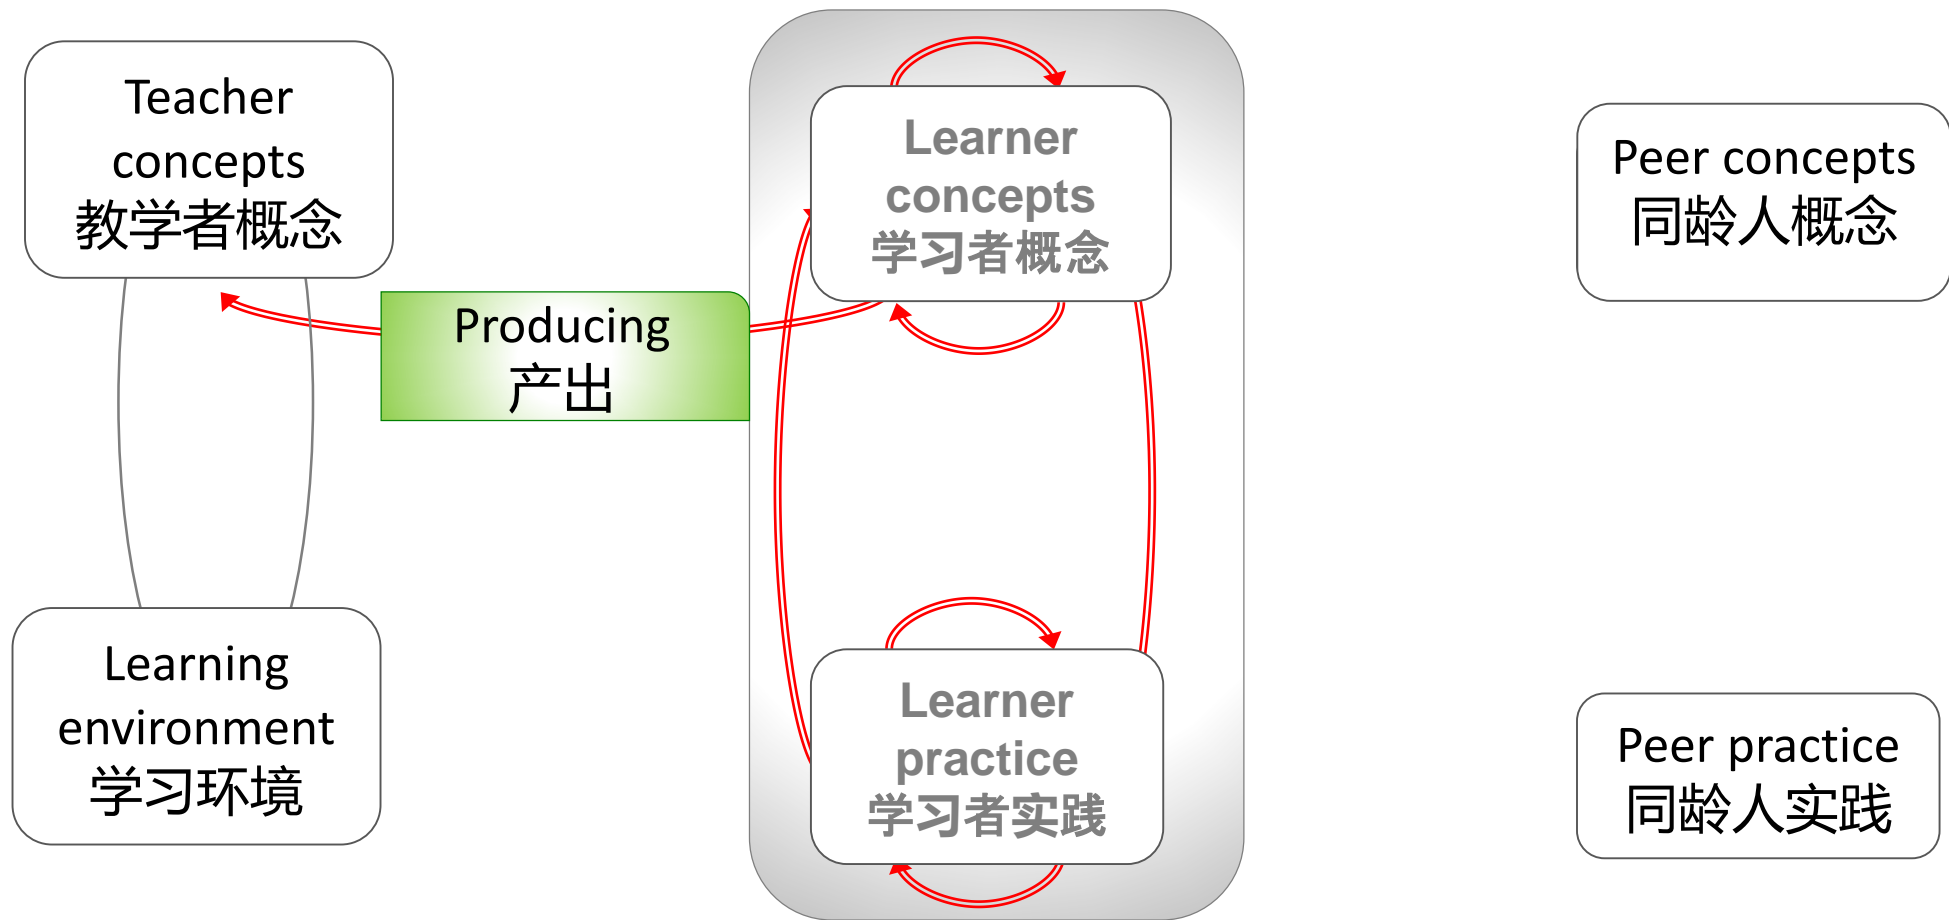 Teacher
concepts
教学者概念
Learner
concepts
学习者概念
Peer concepts
同龄人概念
Producing
产出
Learning
environment
学习环境
Learner
practice
学习者实践
Peer practice
同龄人实践